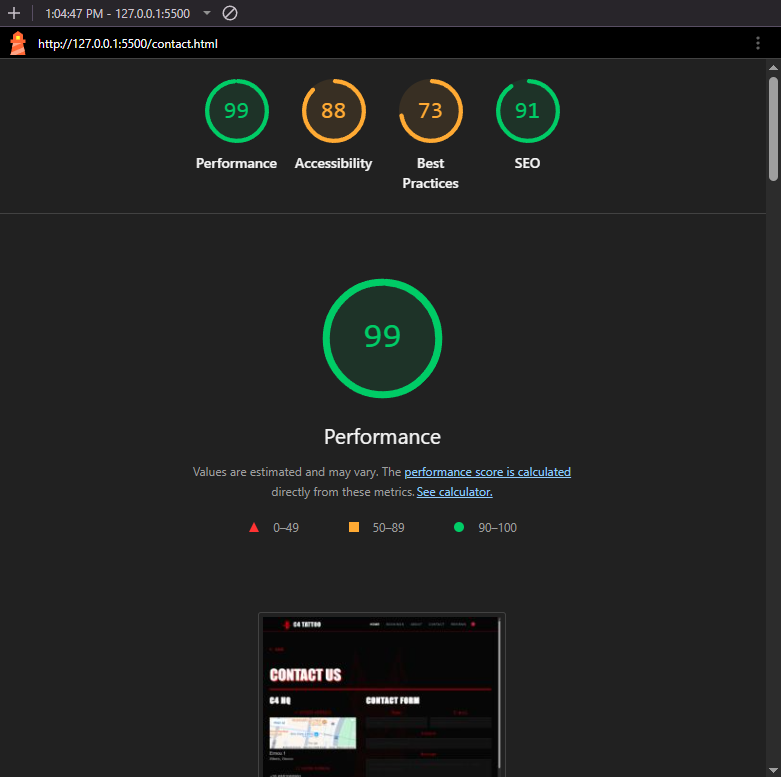 1:04:47 PM - 127.0.0.1:5500
http://127.0.0.1:5500/contact.html
99 88 73 91
Performance Accessibility Best Practices SEO
99
Performance
Values are estimated and may vary. The performance score is calculated
directly from these metrics. See calculator.
0–49 50–89 90–100
C4 TATTOO
HOME ABOUT CONTACT
CONTACT US
C4 HQ CONTACT FORM